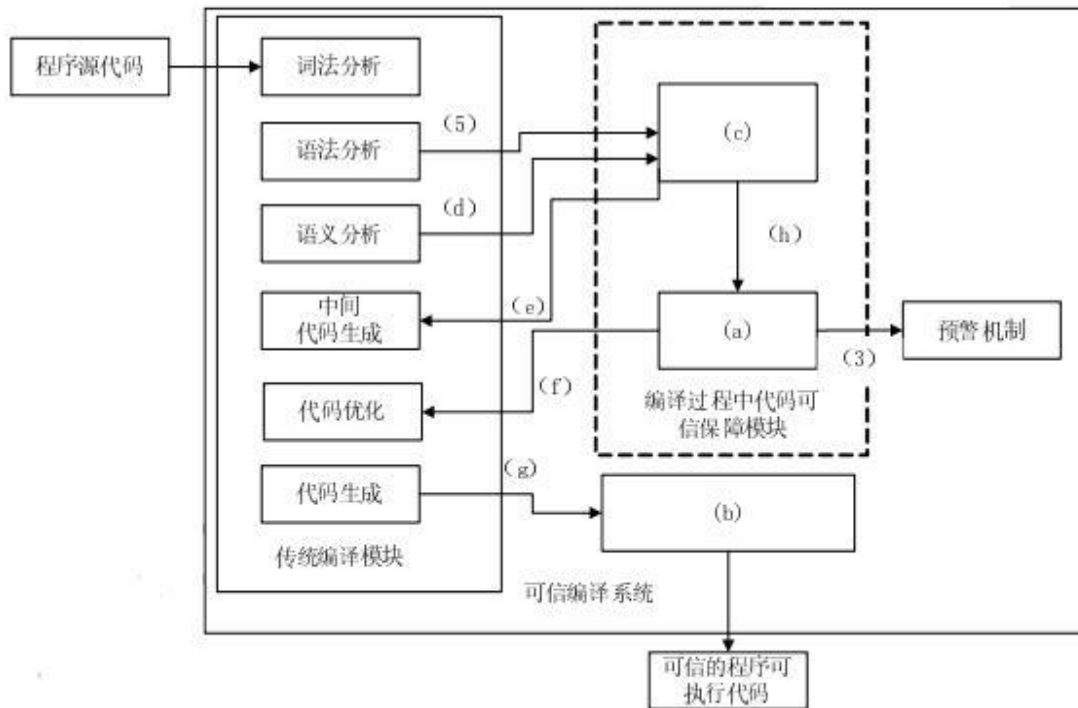 程序源代码
词法分析
(5)
语法分析
(c)
(d)
语义分析
(h)
中间
代码生成
(e)
(a)
(3)
预警机制
(f)
代码优化
编译过程中代码可
信保障模块
(g)
代码生成
(b)
传统编译模块
可信编译系统
可信的程序可
执行代码